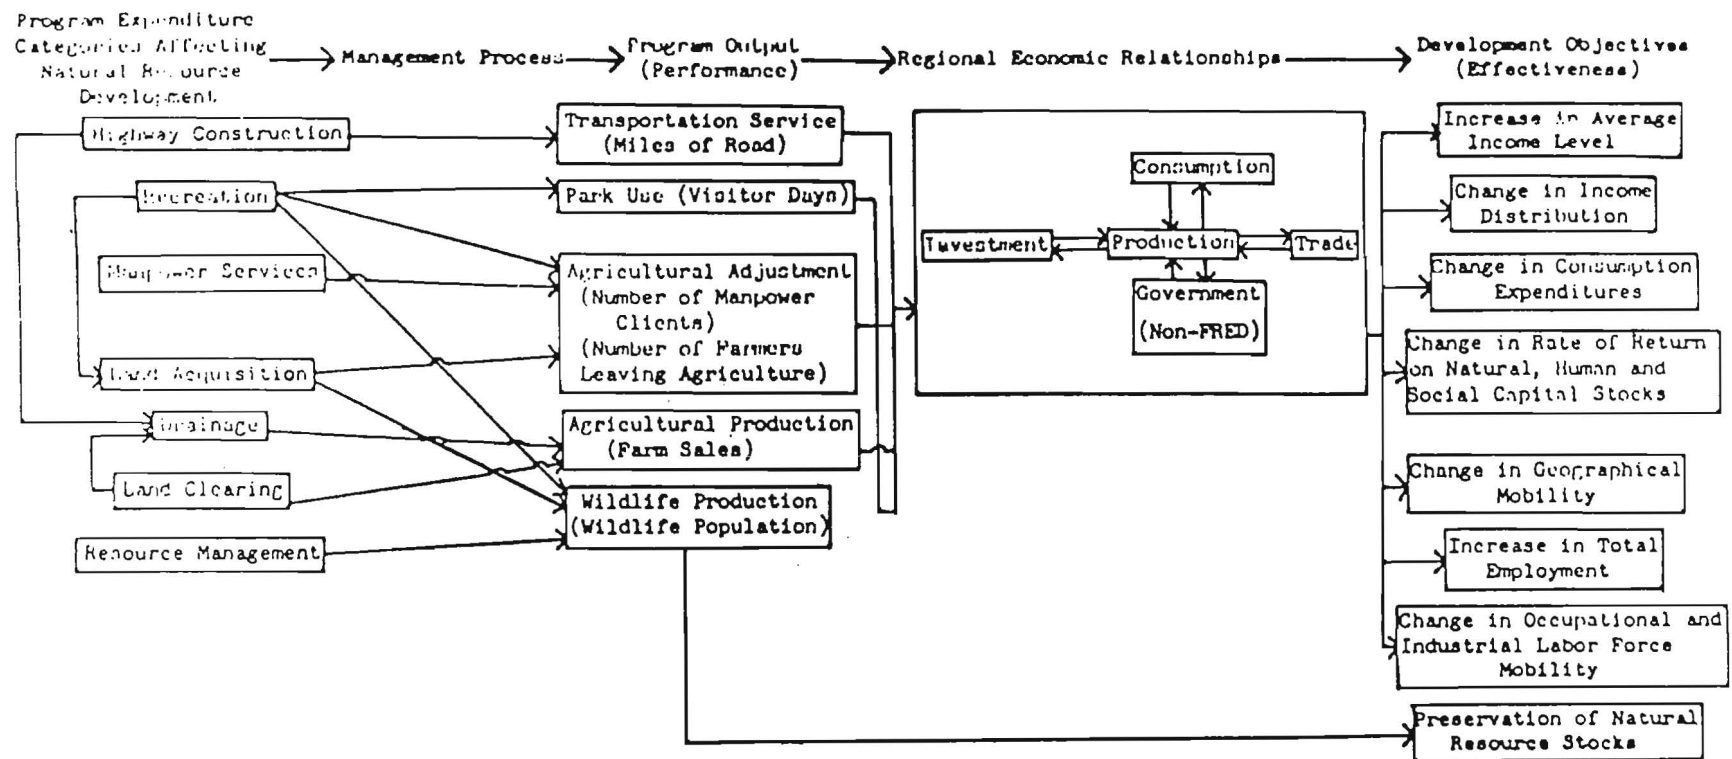 Program Expenditure
Categories Affecting
Natural Resource
Development
Management Process
Program Output
(Performance)
Regional Economic Relationships
Development Objectives
(Effectiveness)
Highway Construction
Recreation
Manpower Services
Land Acquisition
Drainage
Land Clearing
Resource Management
Transportation Service
(Miles of Road)
Park Use (Visitor Days)
Agricultural Adjustment
(Number of Manpower
Clients)
(Number of Farmers
Leaving Agriculture)
Agricultural Production
(Farm Sales)
Wildlife Production
(Wildlife Population)
Consumption
Investment
Production
Trade
Government
(Non-FRED)
Increase in Average
Income Level
Change in Income
Distribution
Change in Consumption
Expenditures
Change in Rate of Return
on Natural, Human and
Social Capital Stocks
Change in Geographical
Mobility
Increase in Total
Employment
Change in Occupational and
Industrial Labor Force
Mobility
Preservation of Natural
Resource Stocks